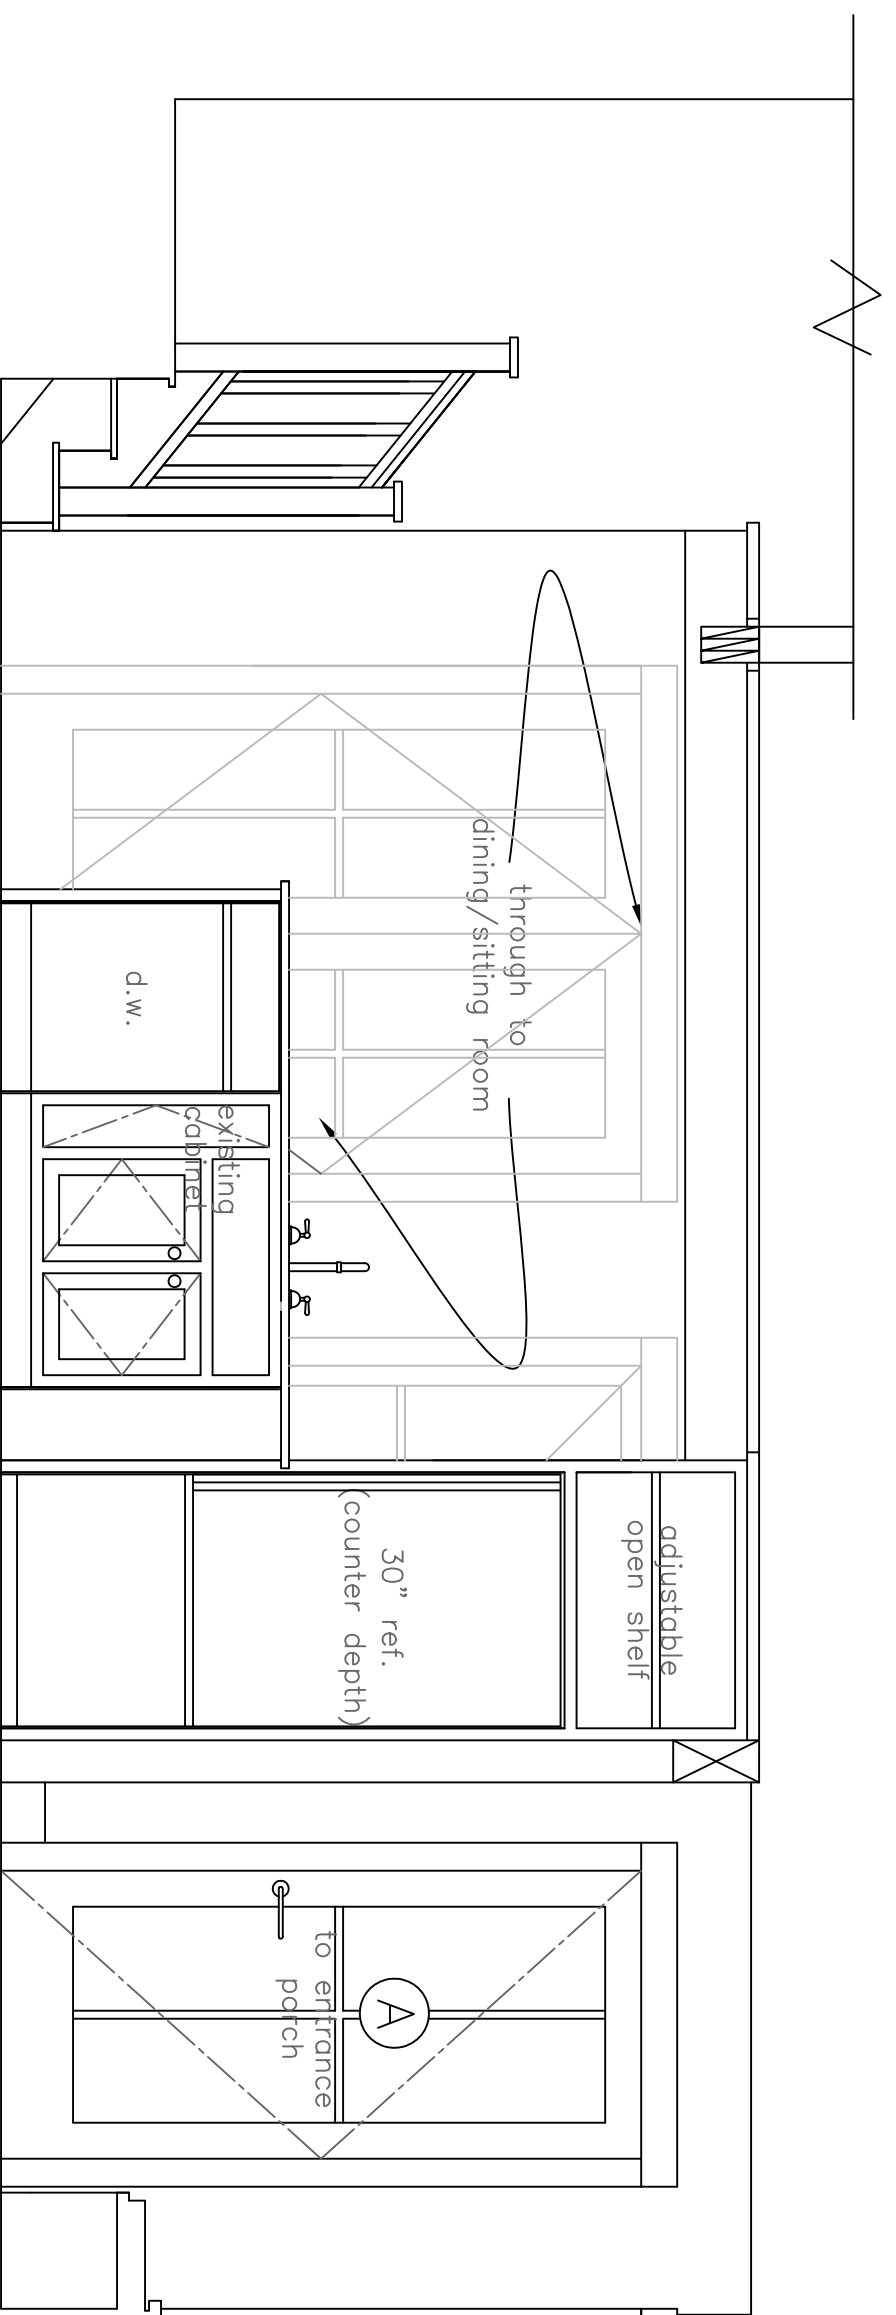 through to
dining/sitting room
d.w.
existing
cabinet
adjustable
open shelf
30" ref.
(counter depth)
A
to entrance
porch